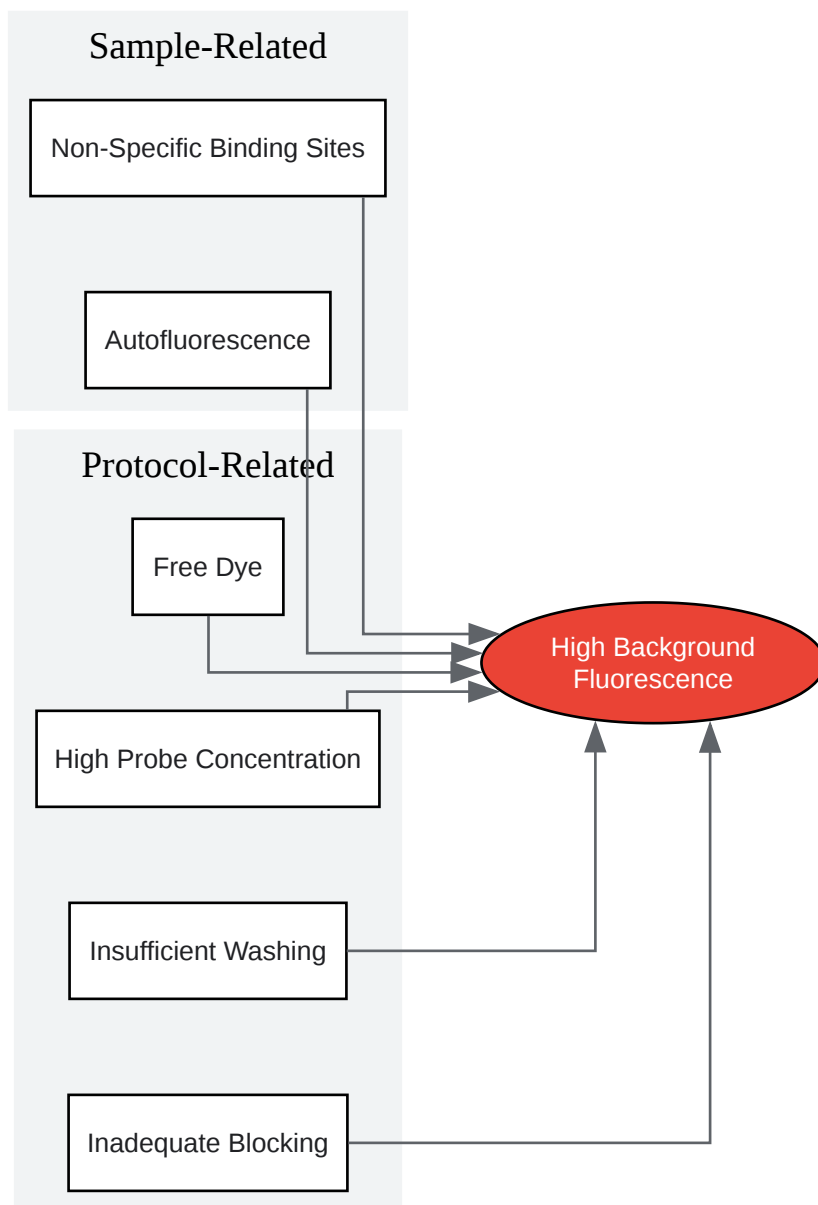 Sample-Related
Non-Specific Binding Sites
Autofluorescence
Protocol-Related
Free Dye
High Background
Fluorescence
High Probe Concentration
Insufficient Washing
Inadequate Blocking